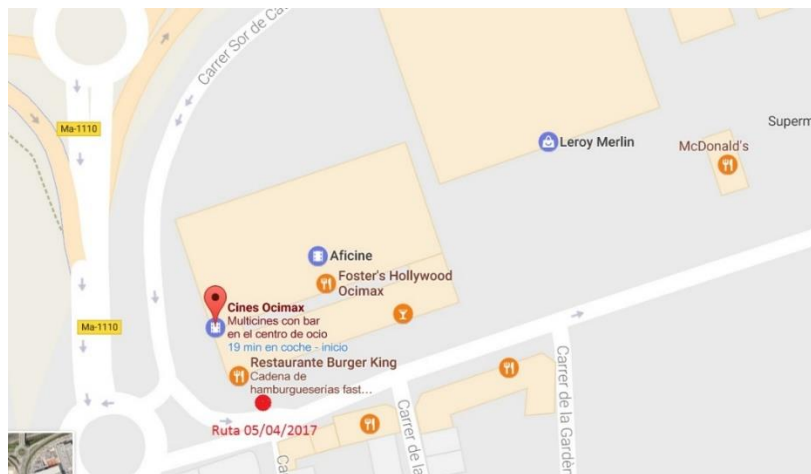 Carrer Sor de Ca
Ma-1110
Leroy Merlin
McDonald's
Superm
Aficine
Foster's Hollywood
Ocimax
Cines Ocimax
Multicines con bar
en el centro de ocio
19 min en coche - inicio
Ma-1110
Restaurante Burger King
Cadena de
hamburgueserías fast...
Ruta 05/04/2017
Ca
Carrer de la
Carrer de la Gardèn